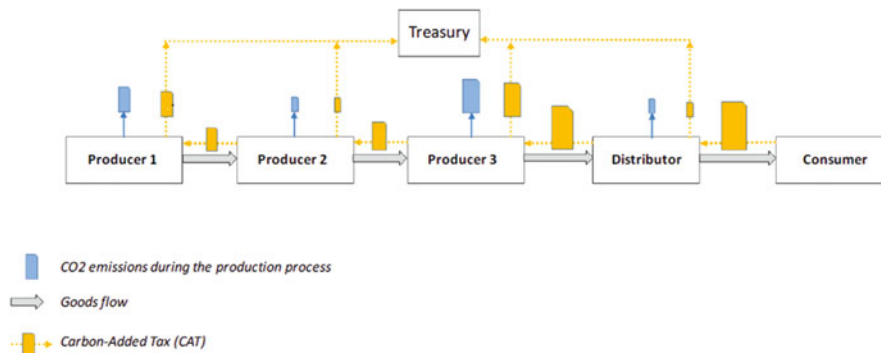 Treasury
Producer 1
Producer 2
Producer 3
Distributor
Consumer
CO2 emissions during the production process
Goods flow
Carbon-Added Tax (CAT)